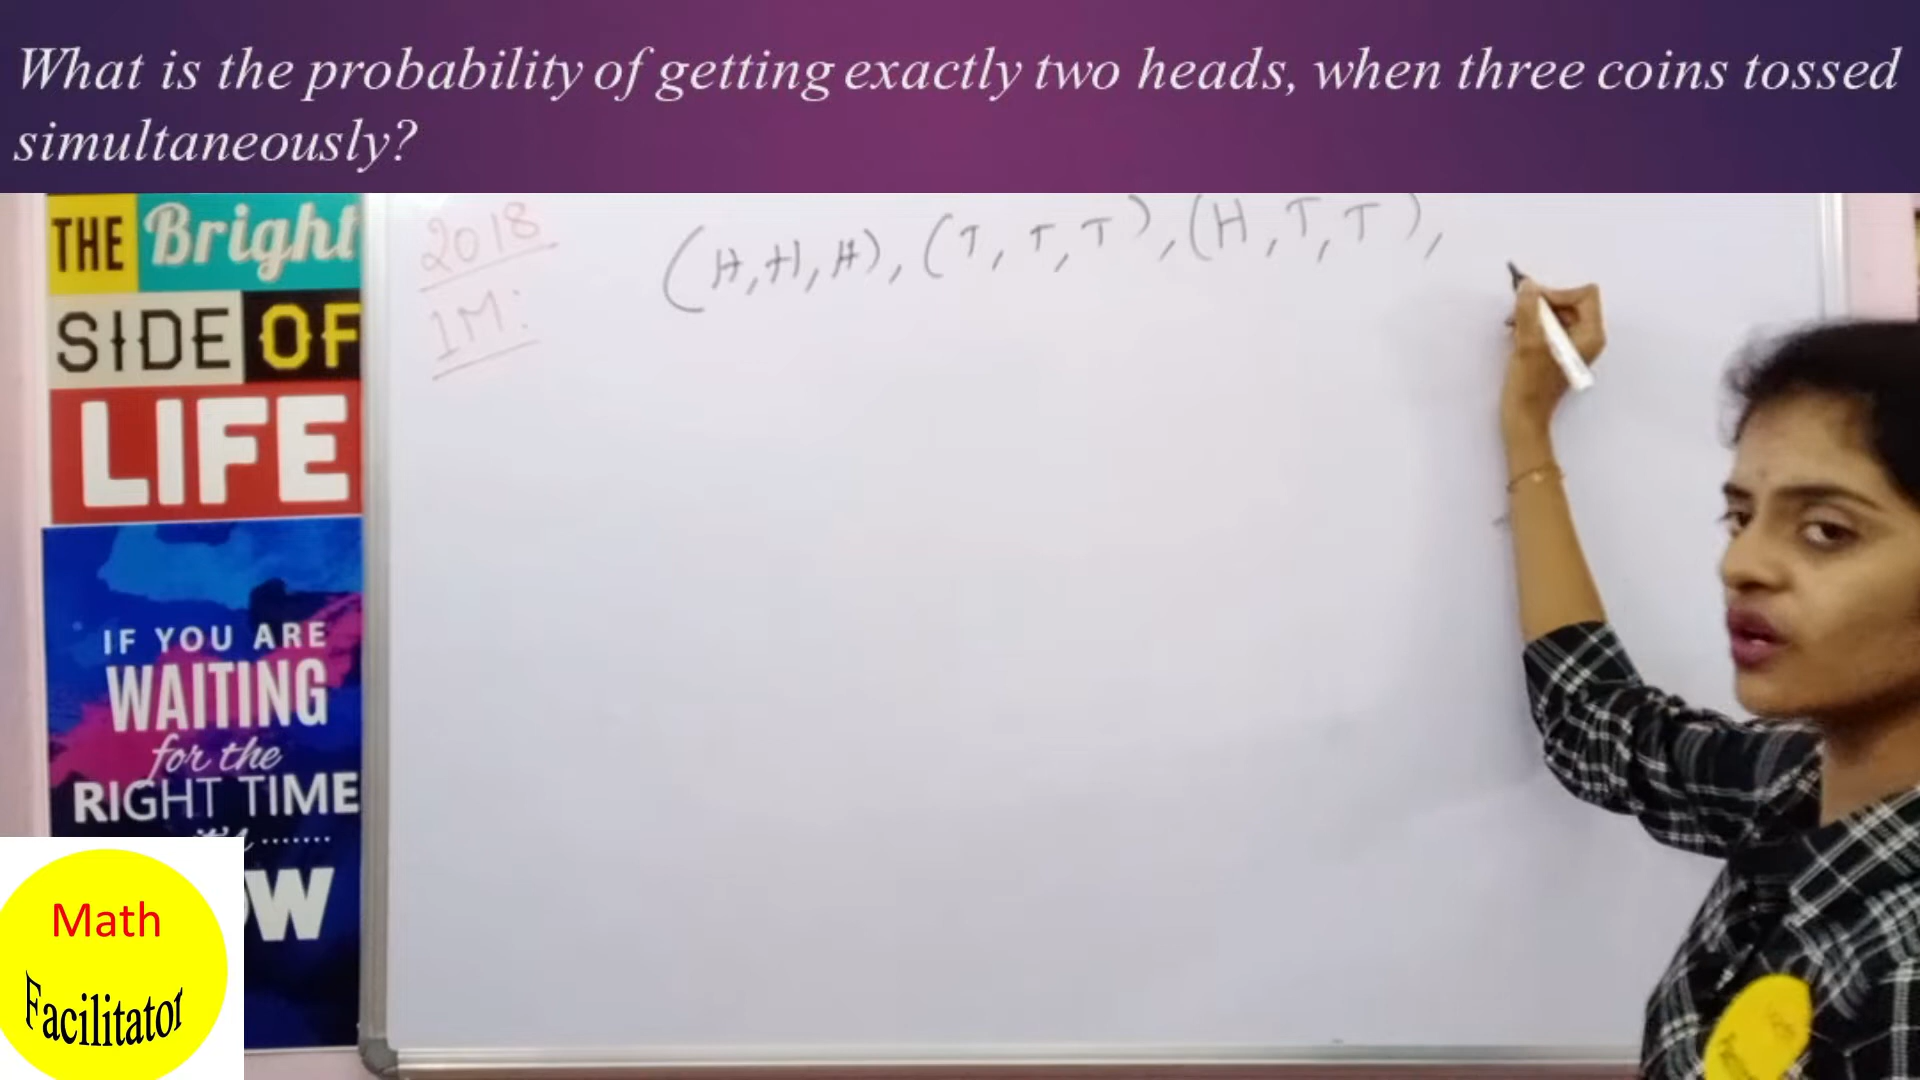 What is the probability of getting exactly two heads, when three coins tossed
simultaneously?
THE Bright
SIDE OF
LIFE
IF YOU ARE
WAITING
for the
RIGHT TIME
.......
OW
Math
Facilitator
2018
1M:
(H,H,H), (T, T,T), (H,T,T),